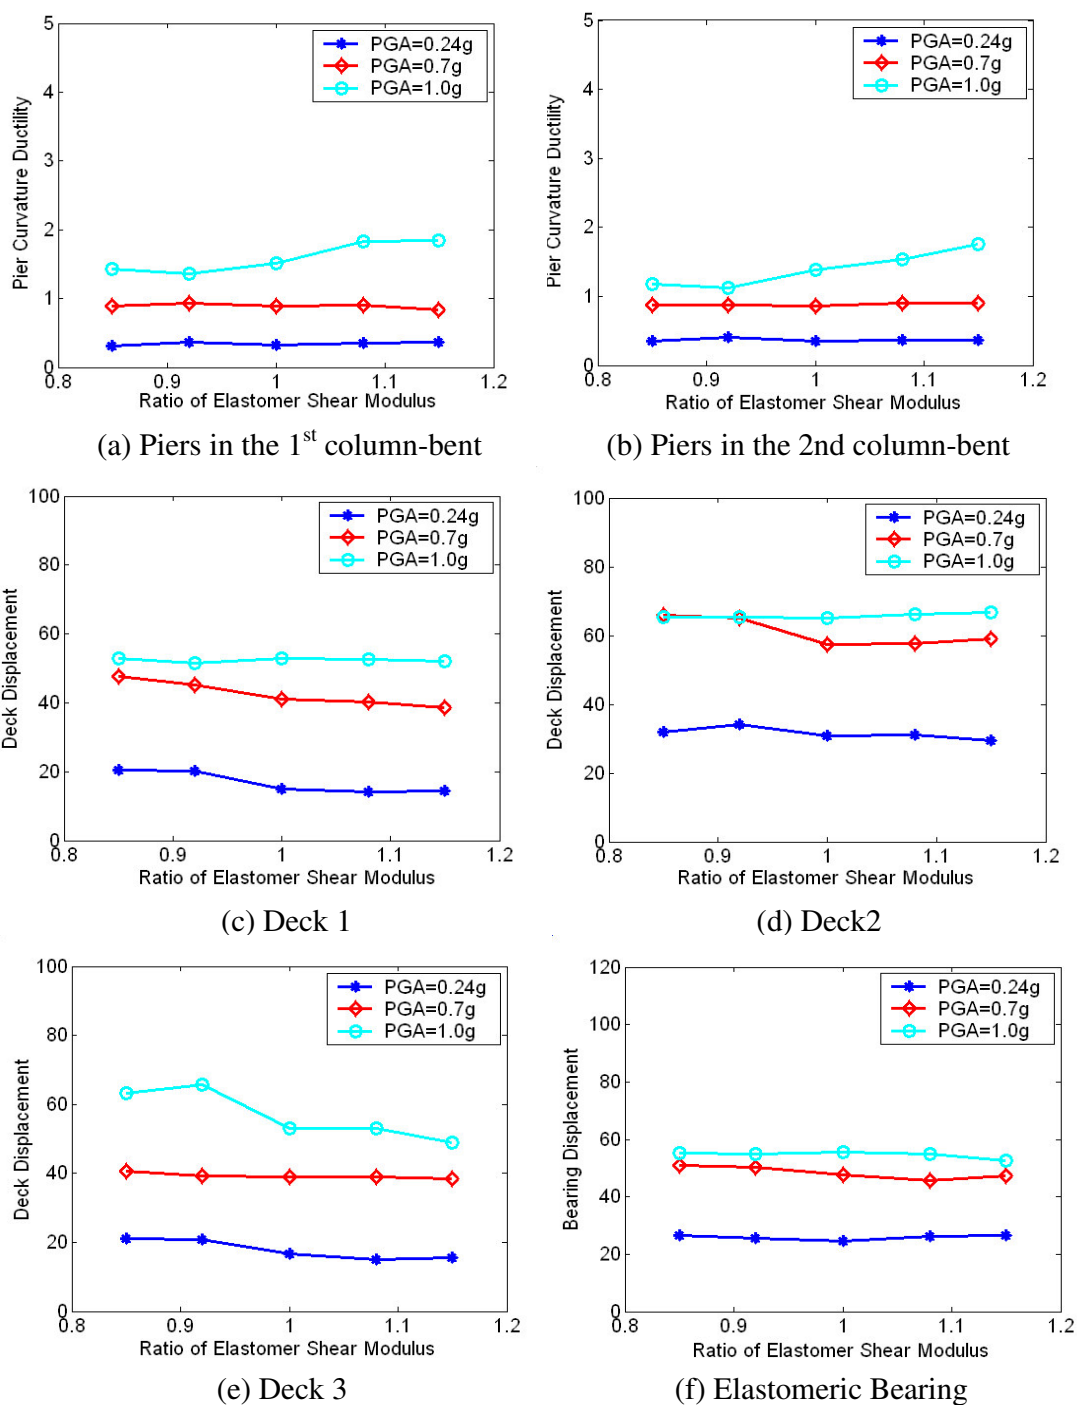 PGA=0.24g
PGA=0.7g
PGA=1.0g
5
4
3
2
1
0
Pier Curvature Ductility
0.8 0.9 1 1.1 1.2
Ratio of Elastomer Shear Modulus
(a) Piers in the 1st column-bent
PGA=0.24g
PGA=0.7g
PGA=1.0g
5
4
3
2
1
0
Pier Curvature Ductility
0.8 0.9 1 1.1 1.2
Ratio of Elastomer Shear Modulus
(b) Piers in the 2nd column-bent
PGA=0.24g
PGA=0.7g
PGA=1.0g
100
80
60
40
20
0
Deck Displacement
0.8 0.9 1 1.1 1.2
Ratio of Elastomer Shear Modulus
(c) Deck 1
PGA=0.24g
PGA=0.7g
PGA=1.0g
100
80
60
40
20
0
Deck Displacement
0.8 0.9 1 1.1 1.2
Ratio of Elastomer Shear Modulus
(d) Deck2
PGA=0.24g
PGA=0.7g
PGA=1.0g
100
80
60
40
20
0
Deck Displacement
0.8 0.9 1 1.1 1.2
Ratio of Elastomer Shear Modulus
(e) Deck 3
PGA=0.24g
PGA=0.7g
PGA=1.0g
120
100
80
60
40
20
0
Bearing Displacement
0.8 0.9 1 1.1 1.2
Ratio of Elastomer Shear Modulus
(f) Elastomeric Bearing